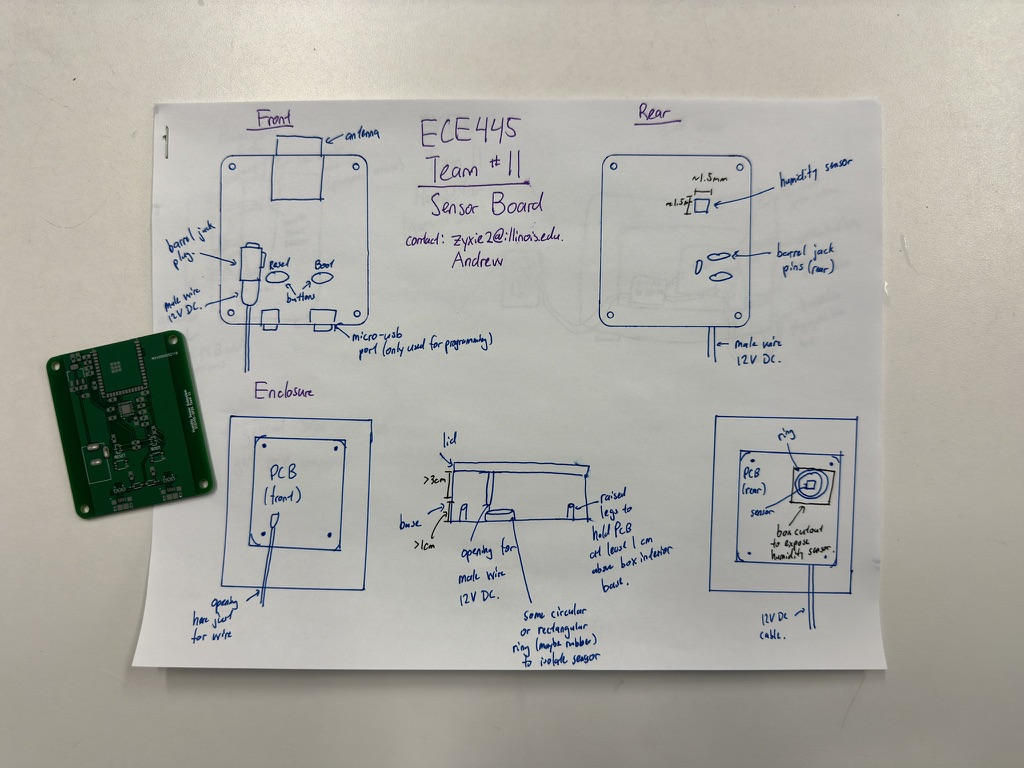 Front
antenna
barrel jack
plug
male wire
12V DC.
Reset
Boot
buttons
micro-usb
port (only used for programming)
ECE445
Team #11
Sensor Board
contact: zyxie2@illinois.edu.
Andrew
Rear
~1.5mm
humidity sensor
barrel jack
pins (rear)
male wire
12V DC.
Enclosure
PCB
(front)
opening
here just
for wire
lid
>3cm
base
>1cm
opening for
male wire
12V DC.
some circular
or rectangular
ring (maybe rubber)
to isolate sensor
raised
legs to
hold PCB
at least 1 cm
above box interior
base.
ring
PCB
(rear)
sensor
box cutout
to expose
humidity sensor.
12V DC
cable.